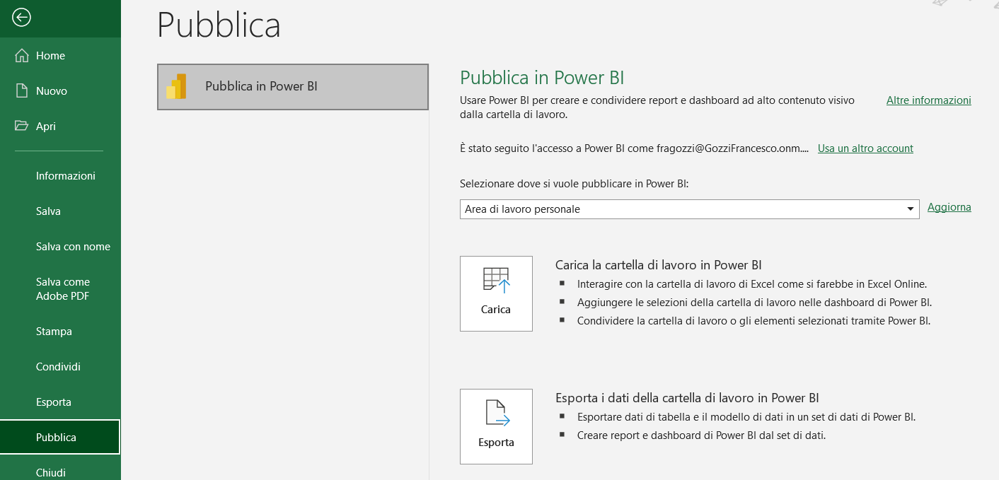 Pubblica
Home
Nuovo
Apri
Informazioni
Salva
Salva con nome
Salva come
Adobe PDF
Stampa
Condividi
Esporta
Pubblica
Chiudi
Pubblica in Power BI
Pubblica in Power BI
Usare Power BI per creare e condividere report e dashboard ad alto contenuto visivo
dalla cartella di lavoro.
Altre informazioni
È stato seguito l'accesso a Power BI come fragozzi@GozziFrancesco.onm.... Usa un altro account
Selezionare dove si vuole pubblicare in Power BI:
Area di lavoro personale
Aggiorna
Carica
Carica la cartella di lavoro in Power BI
Interagire con la cartella di lavoro di Excel come si farebbe in Excel Online.
Aggiungere le selezioni della cartella di lavoro nelle dashboard di Power BI.
Condividere la cartella di lavoro o gli elementi selezionati tramite Power BI.
Esporta
Esporta i dati della cartella di lavoro in Power BI
Esportare dati di tabella e il modello di dati in un set di dati di Power BI.
Creare report e dashboard di Power BI dal set di dati.